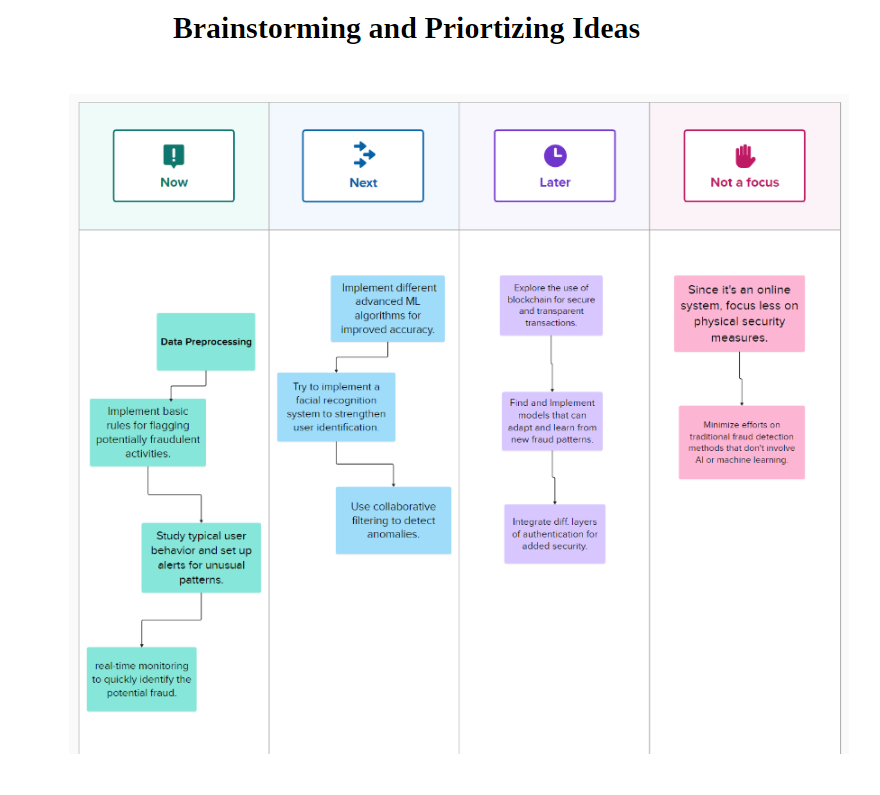 Brainstorming and Priortizing Ideas
Now
Next
Later
Not a focus
Data Preprocessing
Implement basic
rules for flagging
potentially fraudulent
activities.
Study typical user
behavior and set up
alerts for unusual
patterns.
real-time monitoring
to quickly identify the
potential fraud.
Implement different
advanced ML
algorithms for
improved accuracy.
Try to implement a
facial recognition
system to strengthen
user identification.
Use collaborative
filtering to detect
anomalies.
Explore the use of
blockchain for secure
and transparent
transactions.
Find and Implement
models that can
adapt and learn from
new fraud patterns.
Integrate diff. layers
of authentication for
added security.
Since it's an online
system, focus less on
physical security
measures.
Minimize efforts on
traditional fraud detection
methods that don't involve
AI or machine learning.